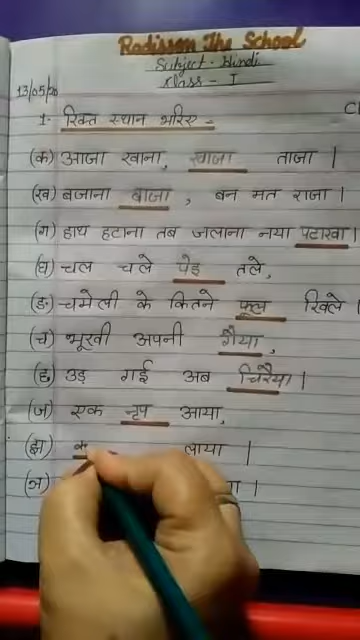 Radisson The School
Subject - Hindi
Class - I
13/05/20
1. रिक्त स्थान भरिए -
(क) आजा खाना, खाजा ताजा |
(ख) बजाना बाजा, बन मत राजा |
(ग) हाथ हटाना तब जलाना नया पटाखा |
(घ) चल चले पेड़ तले,
(ङ) चमेली के कितने फूल खिले |
(च) भूखी अपनी गैया,
(छ) उड़ गई अब चिरैया |
(ज) एक नृप आया,
(झ) लाया |
(ञ)